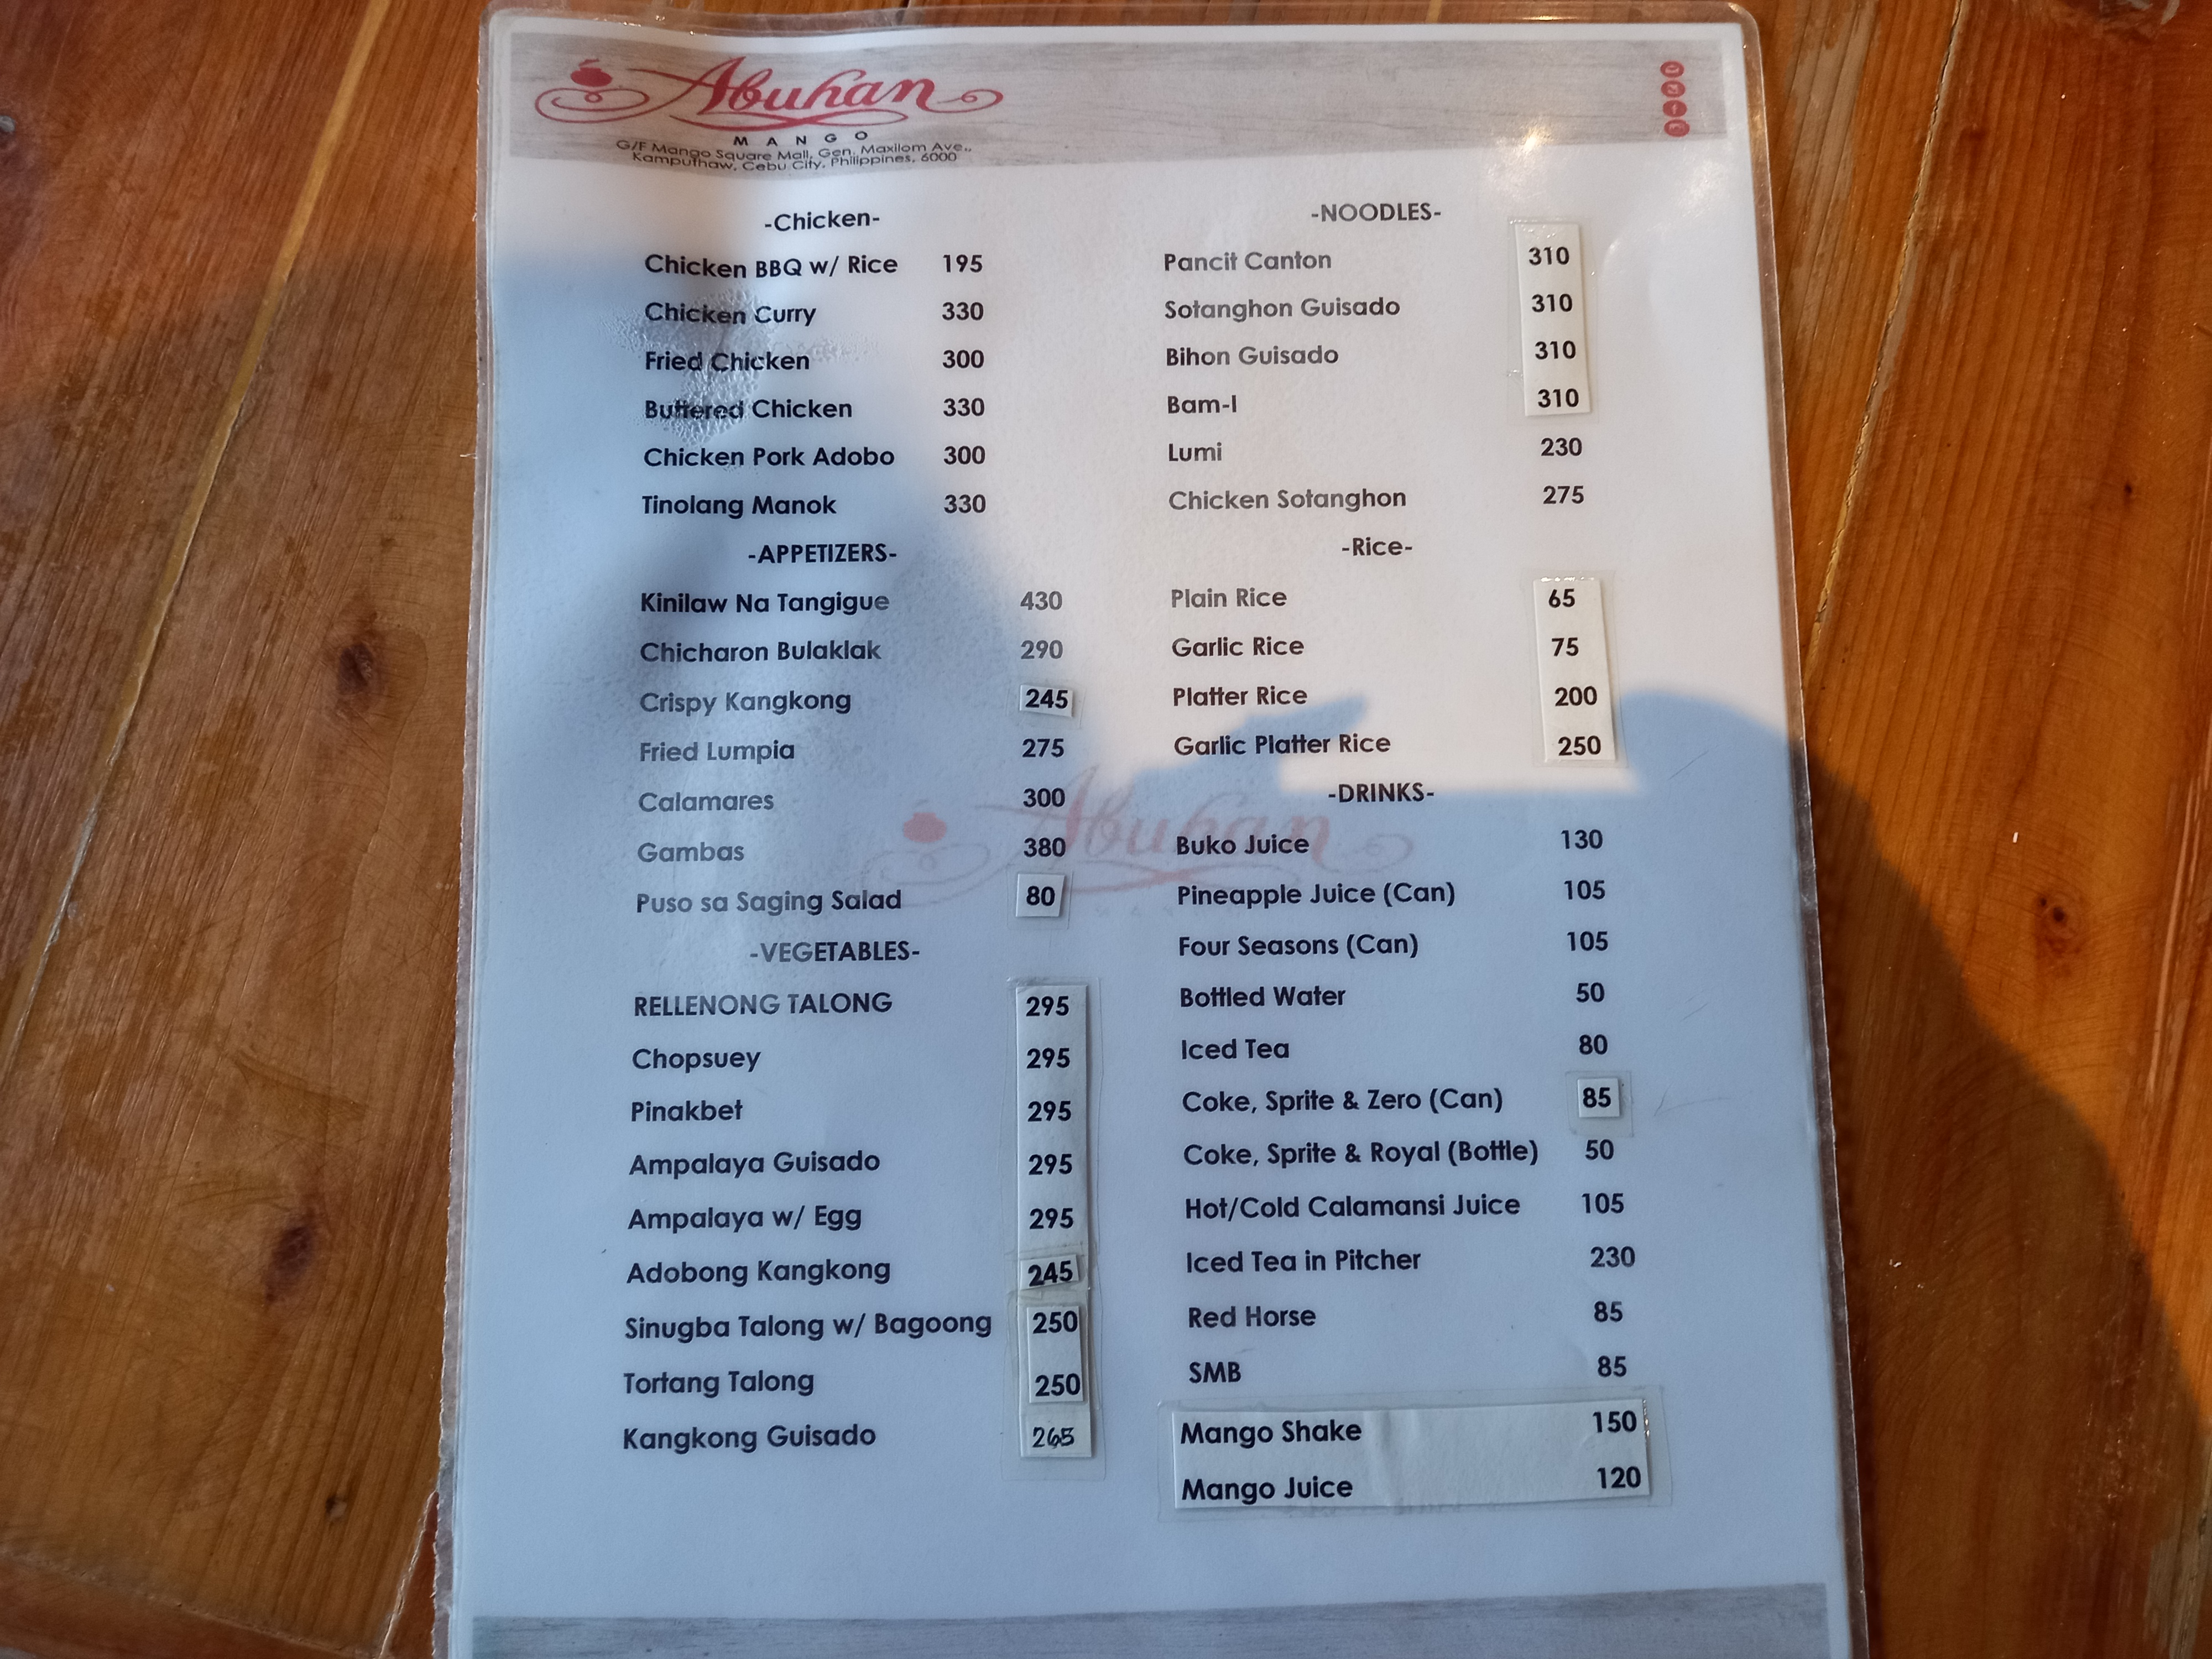 Abuhan
MANGO
G/F Mango Square Mall, Gen. Maxilom Ave.,
Kamputhaw, Cebu City, Philippines, 6000
-Chicken-
Chicken BBQ w/ Rice 195
Chicken Curry 330
Fried Chicken 300
Buttered Chicken 330
Chicken Pork Adobo 300
Tinolang Manok 330
-APPETIZERS-
Kinilaw Na Tangigue 430
Chicharon Bulaklak 290
Crispy Kangkong 245
Fried Lumpia 275
Calamares 300
Gambas 380
Puso sa Saging Salad 80
-VEGETABLES-
RELLENONG TALONG 295
Chopsuey 295
Pinakbet 295
Ampalaya Guisado 295
Ampalaya w/ Egg 295
Adobong Kangkong 245
Sinugba Talong w/ Bagoong 250
Tortang Talong 250
Kangkong Guisado 265
-NOODLES-
Pancit Canton 310
Sotanghon Guisado 310
Bihon Guisado 310
Bam-I 310
Lumi 230
Chicken Sotanghon 275
-Rice-
Plain Rice 65
Garlic Rice 75
Platter Rice 200
Garlic Platter Rice 250
-DRINKS-
Buko Juice 130
Pineapple Juice (Can) 105
Four Seasons (Can) 105
Bottled Water 50
Iced Tea 80
Coke, Sprite & Zero (Can) 85
Coke, Sprite & Royal (Bottle) 50
Hot/Cold Calamansi Juice 105
Iced Tea in Pitcher 230
Red Horse 85
SMB 85
Mango Shake 150
Mango Juice 120
Abuhan